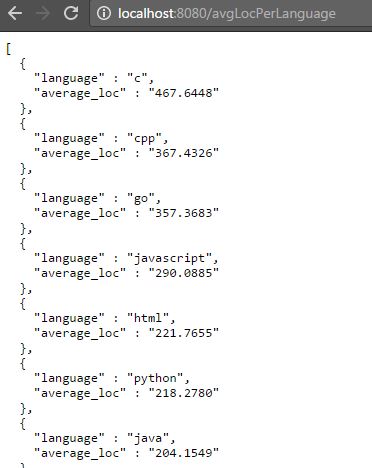 localhost:8080/avgLocPerLanguage
[
{
"language" : "c",
"average_loc" : "467.6448"
},
{
"language" : "cpp",
"average_loc" : "367.4326"
},
{
"language" : "go",
"average_loc" : "357.3683"
},
{
"language" : "javascript",
"average_loc" : "290.0885"
},
{
"language" : "html",
"average_loc" : "221.7655"
},
{
"language" : "python",
"average_loc" : "218.2780"
},
{
"language" : "java",
"average_loc" : "204.1549"
},